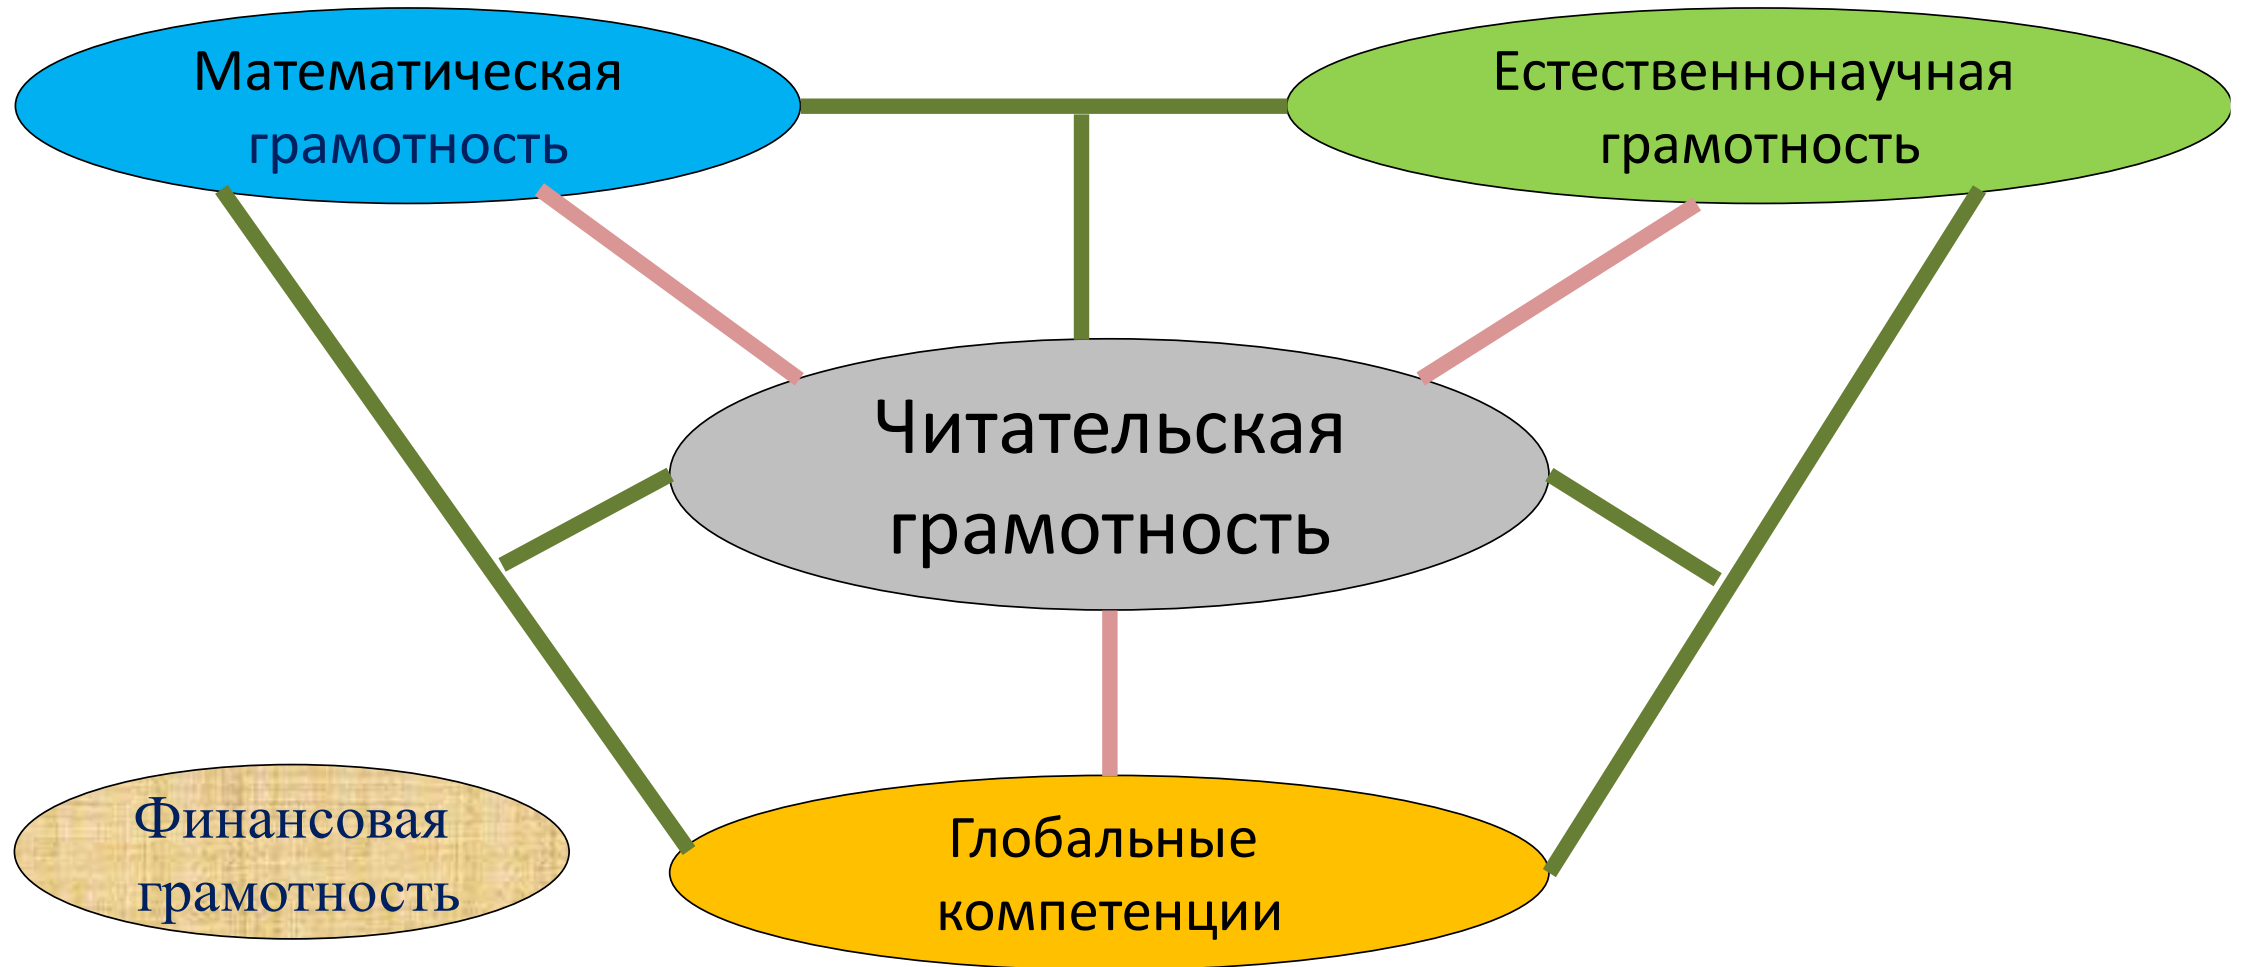 Математическая
грамотность
Естественнонаучная
грамотность
Читательская
грамотность
Финансовая
грамотность
Глобальные
компетенции